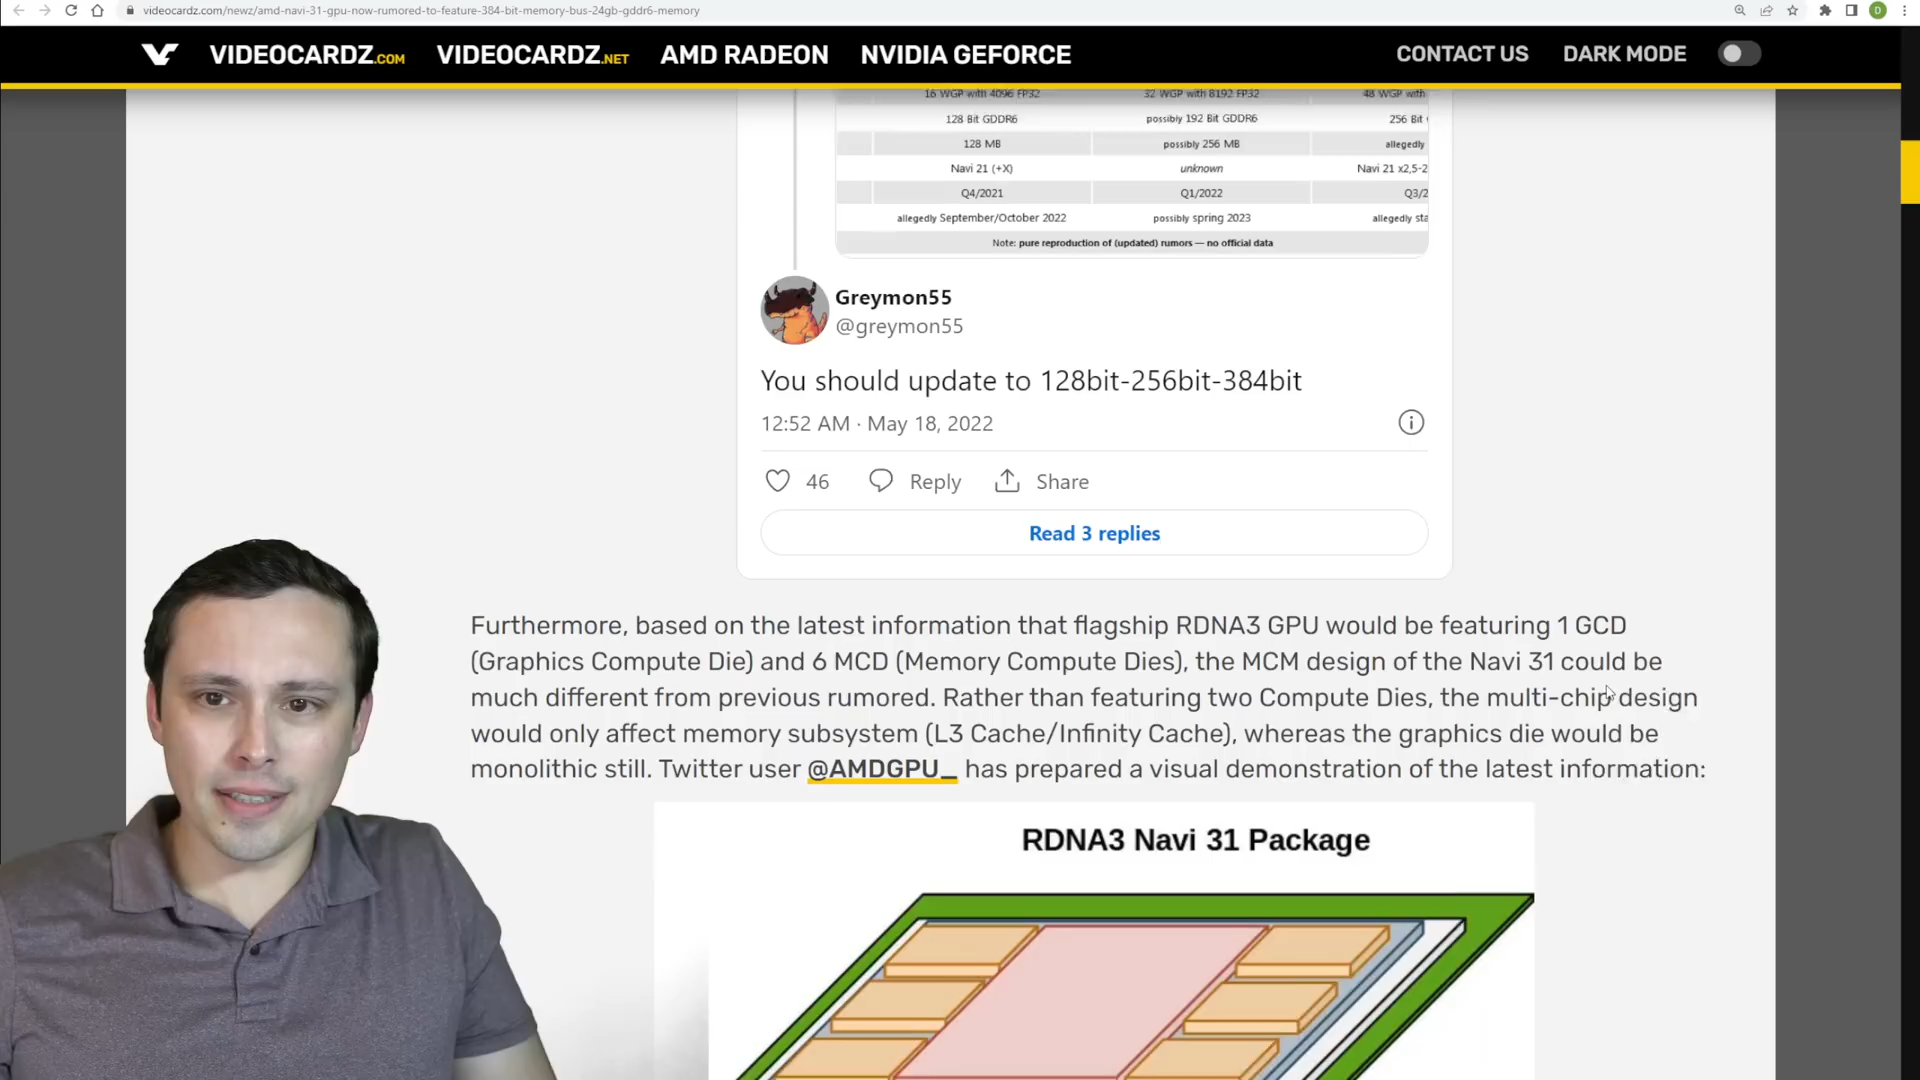 videocardz.com/newz/amd-navi-31-gpu-now-rumored-to-feature-384-bit-memory-bus-24gb-gddr6-memory
D
VIDEOCARDZ.COM VIDEOCARDZ.NET AMD RADEON NVIDIA GEFORCE CONTACT US DARK MODE
16 WGP with 4096 FP32 32 WGP with 8192 FP32 48 WGP with
128 Bit GDDR6 possibly 192 Bit GDDR6 256 Bit
128 MB possibly 256 MB allegedly
Navi 21 (+X) unknown Navi 21 x2,5-2
Q4/2021 Q1/2022 Q3/2
allegedly September/October 2022 possibly spring 2023 allegedly sta
Note: pure reproduction of (updated) rumors — no official data
Greymon55
@greymon55
You should update to 128bit-256bit-384bit
12:52 AM · May 18, 2022
46 Reply Share
Read 3 replies
Furthermore, based on the latest information that flagship RDNA3 GPU would be featuring 1 GCD
(Graphics Compute Die) and 6 MCD (Memory Compute Dies), the MCM design of the Navi 31 could be
much different from previous rumored. Rather than featuring two Compute Dies, the multi-chip design
would only affect memory subsystem (L3 Cache/Infinity Cache), whereas the graphics die would be
monolithic still. Twitter user @AMDGPU_ has prepared a visual demonstration of the latest information:
RDNA3 Navi 31 Package